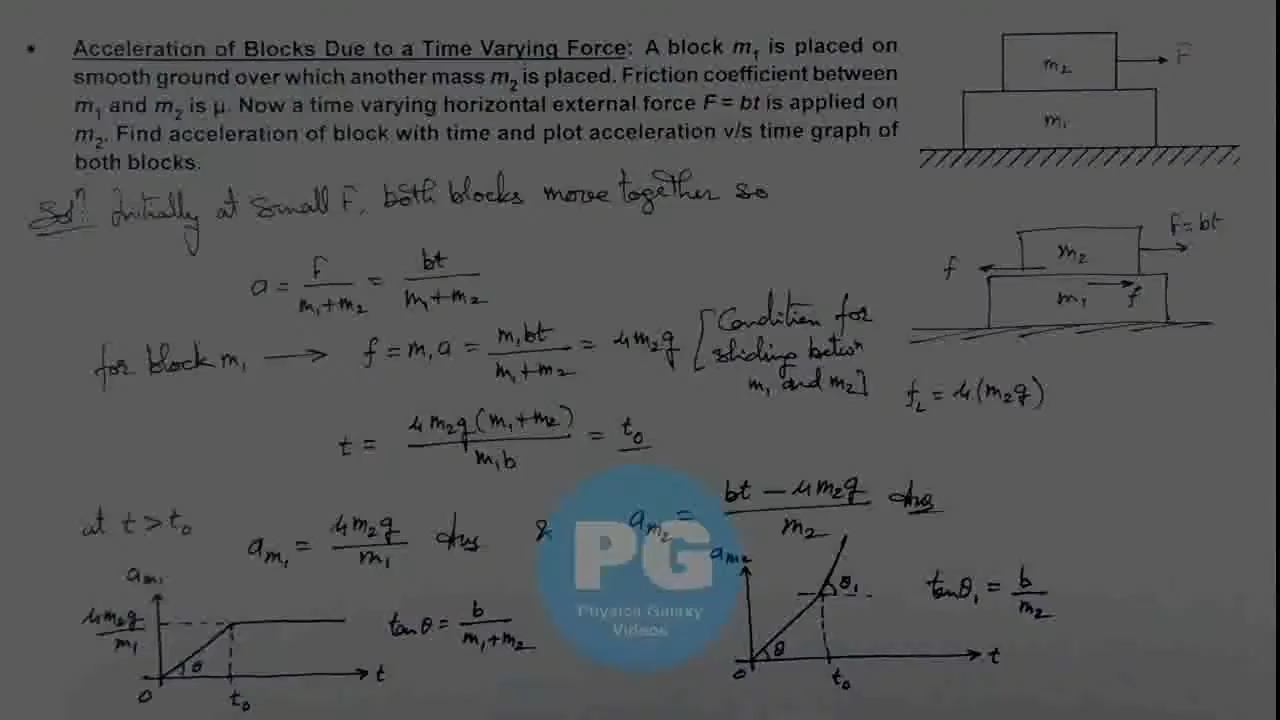 • Acceleration of Blocks Due to a Time Varying Force: A block m₁ is placed on
smooth ground over which another mass m₂ is placed. Friction coefficient between
m₁ and m₂ is μ. Now a time varying horizontal external force F = bt is applied on
m₂. Find acceleration of block with time and plot acceleration v/s time graph of
both blocks.
m₂ F
m₁
Solⁿ: Initially at small F, both blocks move together so
a = F/(m₁+m₂) = bt/(m₁+m₂)
F = bt
f m₂
m₁ f
for block m₁ → f = m₁a = m₁bt/(m₁+m₂) = μm₂g [Condition for
sliding betwⁿ
m₁ and m₂]
f_L = μ(m₂g)
t = μm₂g(m₁+m₂)/(m₁b) = t₀
at t > t₀ a_m₁ = μm₂g/m₁ Ans & a_m₂ = (bt − μm₂g)/m₂ Ans
PG
Physics Galaxy
Videos
a_m₁
μm₂g/m₁
θ
0 t₀ t
tanθ = b/(m₁+m₂)
a_m₂
θ₁
θ
0 t₀ t
tanθ₁ = b/m₂